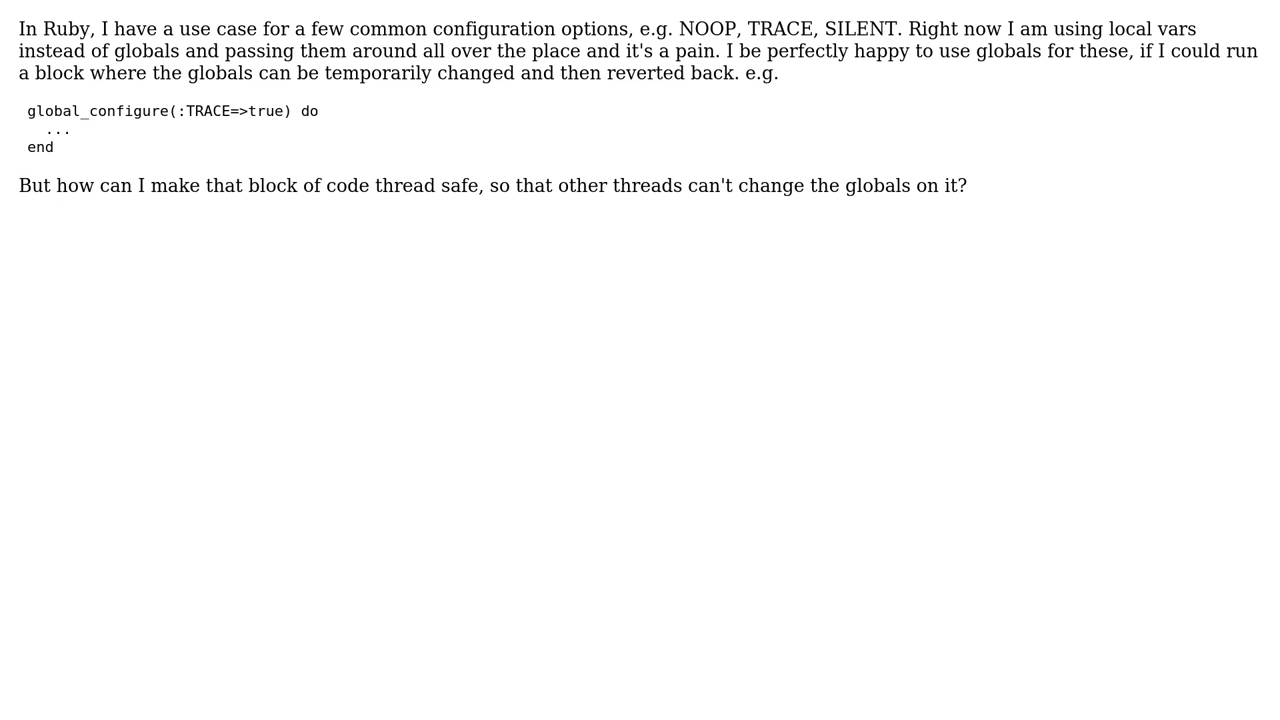 In Ruby, I have a use case for a few common configuration options, e.g. NOOP, TRACE, SILENT. Right now I am using local vars
instead of globals and passing them around all over the place and it's a pain. I be perfectly happy to use globals for these, if I could run
a block where the globals can be temporarily changed and then reverted back. e.g.
global_configure(:TRACE=>true) do
  ...
end
But how can I make that block of code thread safe, so that other threads can't change the globals on it?